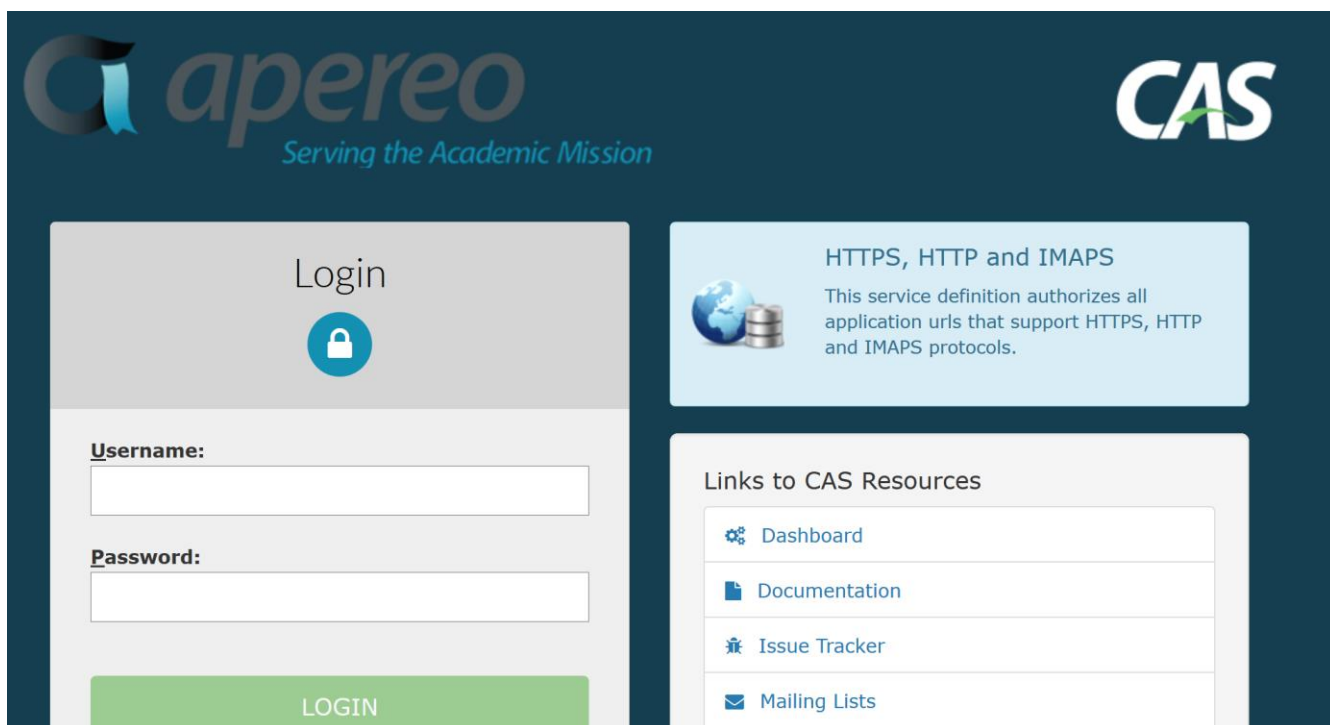 apereo
Serving the Academic Mission
CAS
Login
Username:
Password:
LOGIN
HTTPS, HTTP and IMAPS
This service definition authorizes all
application urls that support HTTPS, HTTP
and IMAPS protocols.
Links to CAS Resources
Dashboard
Documentation
Issue Tracker
Mailing Lists